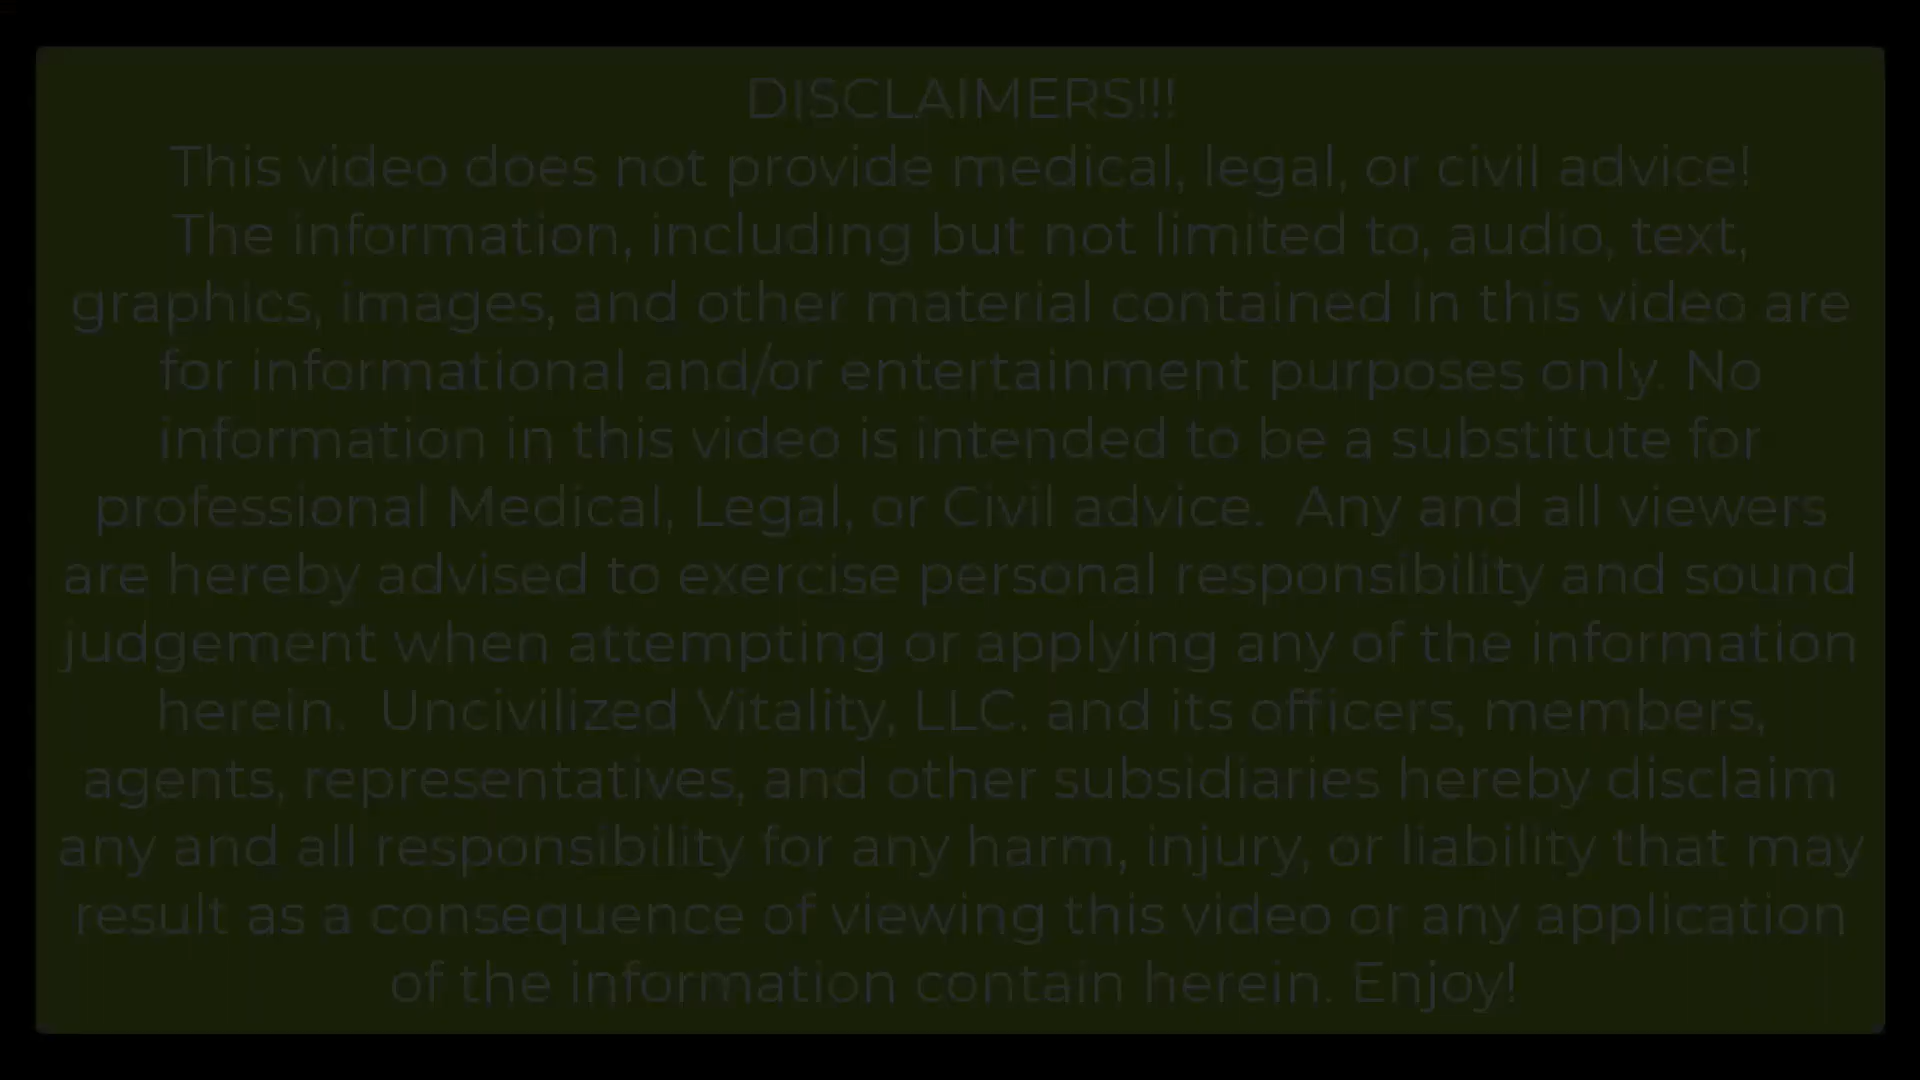 DISCLAIMERS!!!
This video does not provide medical, legal, or civil advice!
The information, including but not limited to, audio, text,
graphics, images, and other material contained in this video are
for informational and/or entertainment purposes only. No
information in this video is intended to be a substitute for
professional Medical, Legal, or Civil advice.  Any and all viewers
are hereby advised to exercise personal responsibility and sound
judgement when attempting or applying any of the information
herein.  Uncivilized Vitality, LLC. and its officers, members,
agents, representatives, and other subsidiaries hereby disclaim
any and all responsibility for any harm, injury, or liability that may
result as a consequence of viewing this video or any application
of the information contain herein. Enjoy!